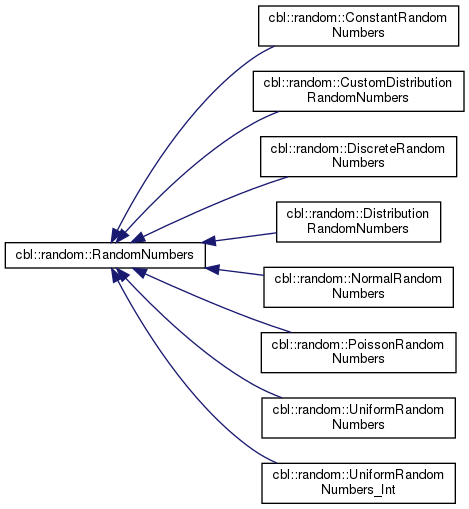 cbl::random::ConstantRandom
Numbers
cbl::random::CustomDistribution
RandomNumbers
cbl::random::DiscreteRandom
Numbers
cbl::random::Distribution
RandomNumbers
cbl::random::RandomNumbers
cbl::random::NormalRandom
Numbers
cbl::random::PoissonRandom
Numbers
cbl::random::UniformRandom
Numbers
cbl::random::UniformRandom
Numbers_Int